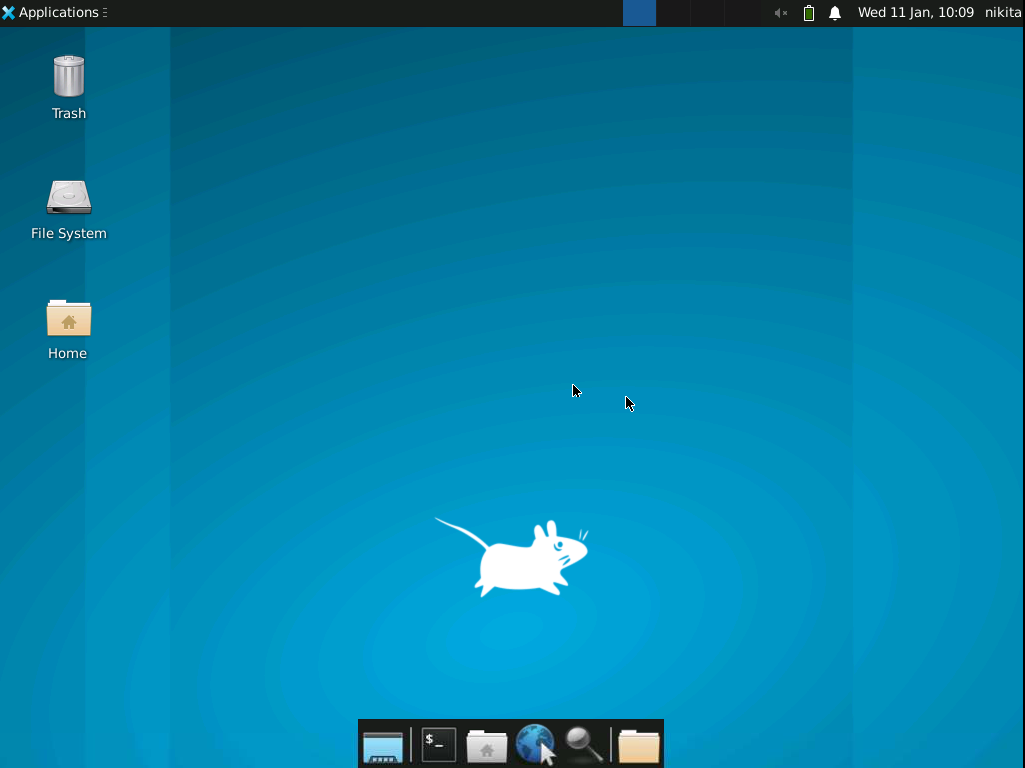 Applications
Wed 11 Jan, 10:09 nikita
Trash
File System
Home
$_